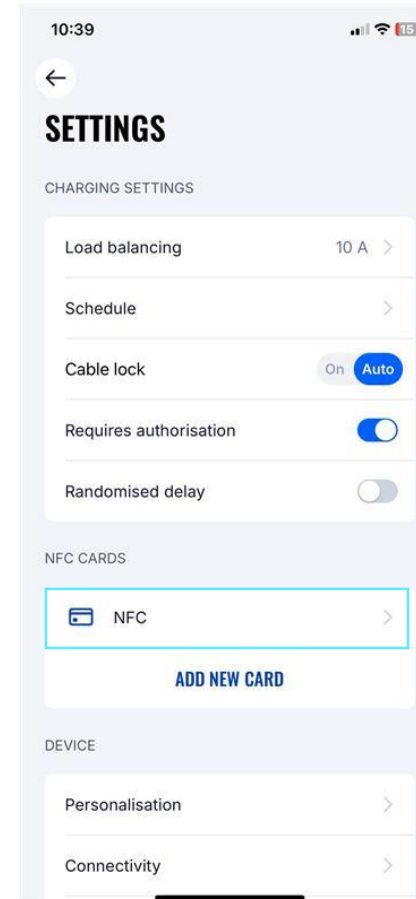 10:39
15
SETTINGS
CHARGING SETTINGS
Load balancing 10 A
Schedule
Cable lock On Auto
Requires authorisation
Randomised delay
NFC CARDS
NFC
ADD NEW CARD
DEVICE
Personalisation
Connectivity